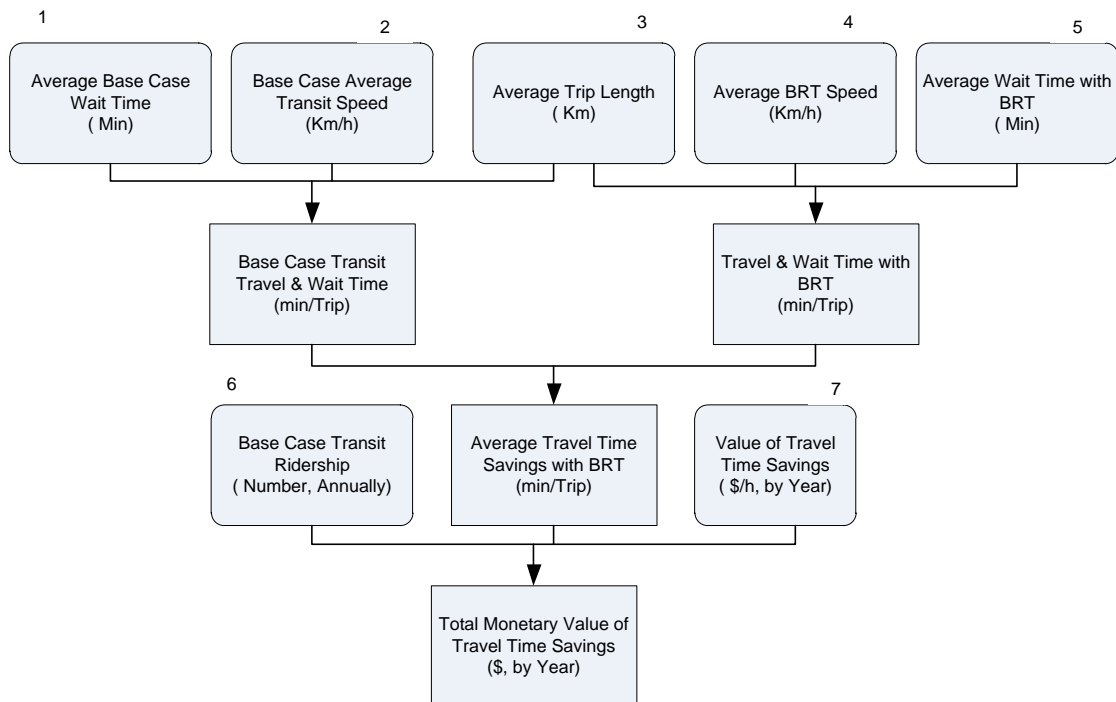 1
2
3
4
5
Average Base Case
Wait Time
( Min)
Base Case Average
Transit Speed
(Km/h)
Average Trip Length
( Km)
Average BRT Speed
(Km/h)
Average Wait Time with
BRT
( Min)
Base Case Transit
Travel & Wait Time
(min/Trip)
Travel & Wait Time with
BRT
(min/Trip)
6
7
Base Case Transit
Ridership
( Number, Annually)
Average Travel Time
Savings with BRT
(min/Trip)
Value of Travel
Time Savings
( $/h, by Year)
Total Monetary Value of
Travel Time Savings
($, by Year)